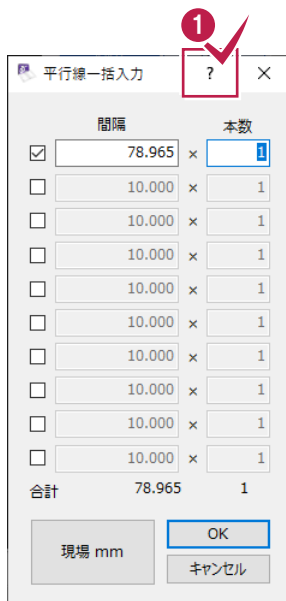 1
平行線一括入力 ? ×
間隔 本数
78.965 × 1
10.000 × 1
10.000 × 1
10.000 × 1
10.000 × 1
10.000 × 1
10.000 × 1
10.000 × 1
10.000 × 1
10.000 × 1
合計 78.965 1
現場 mm
OK
キャンセル